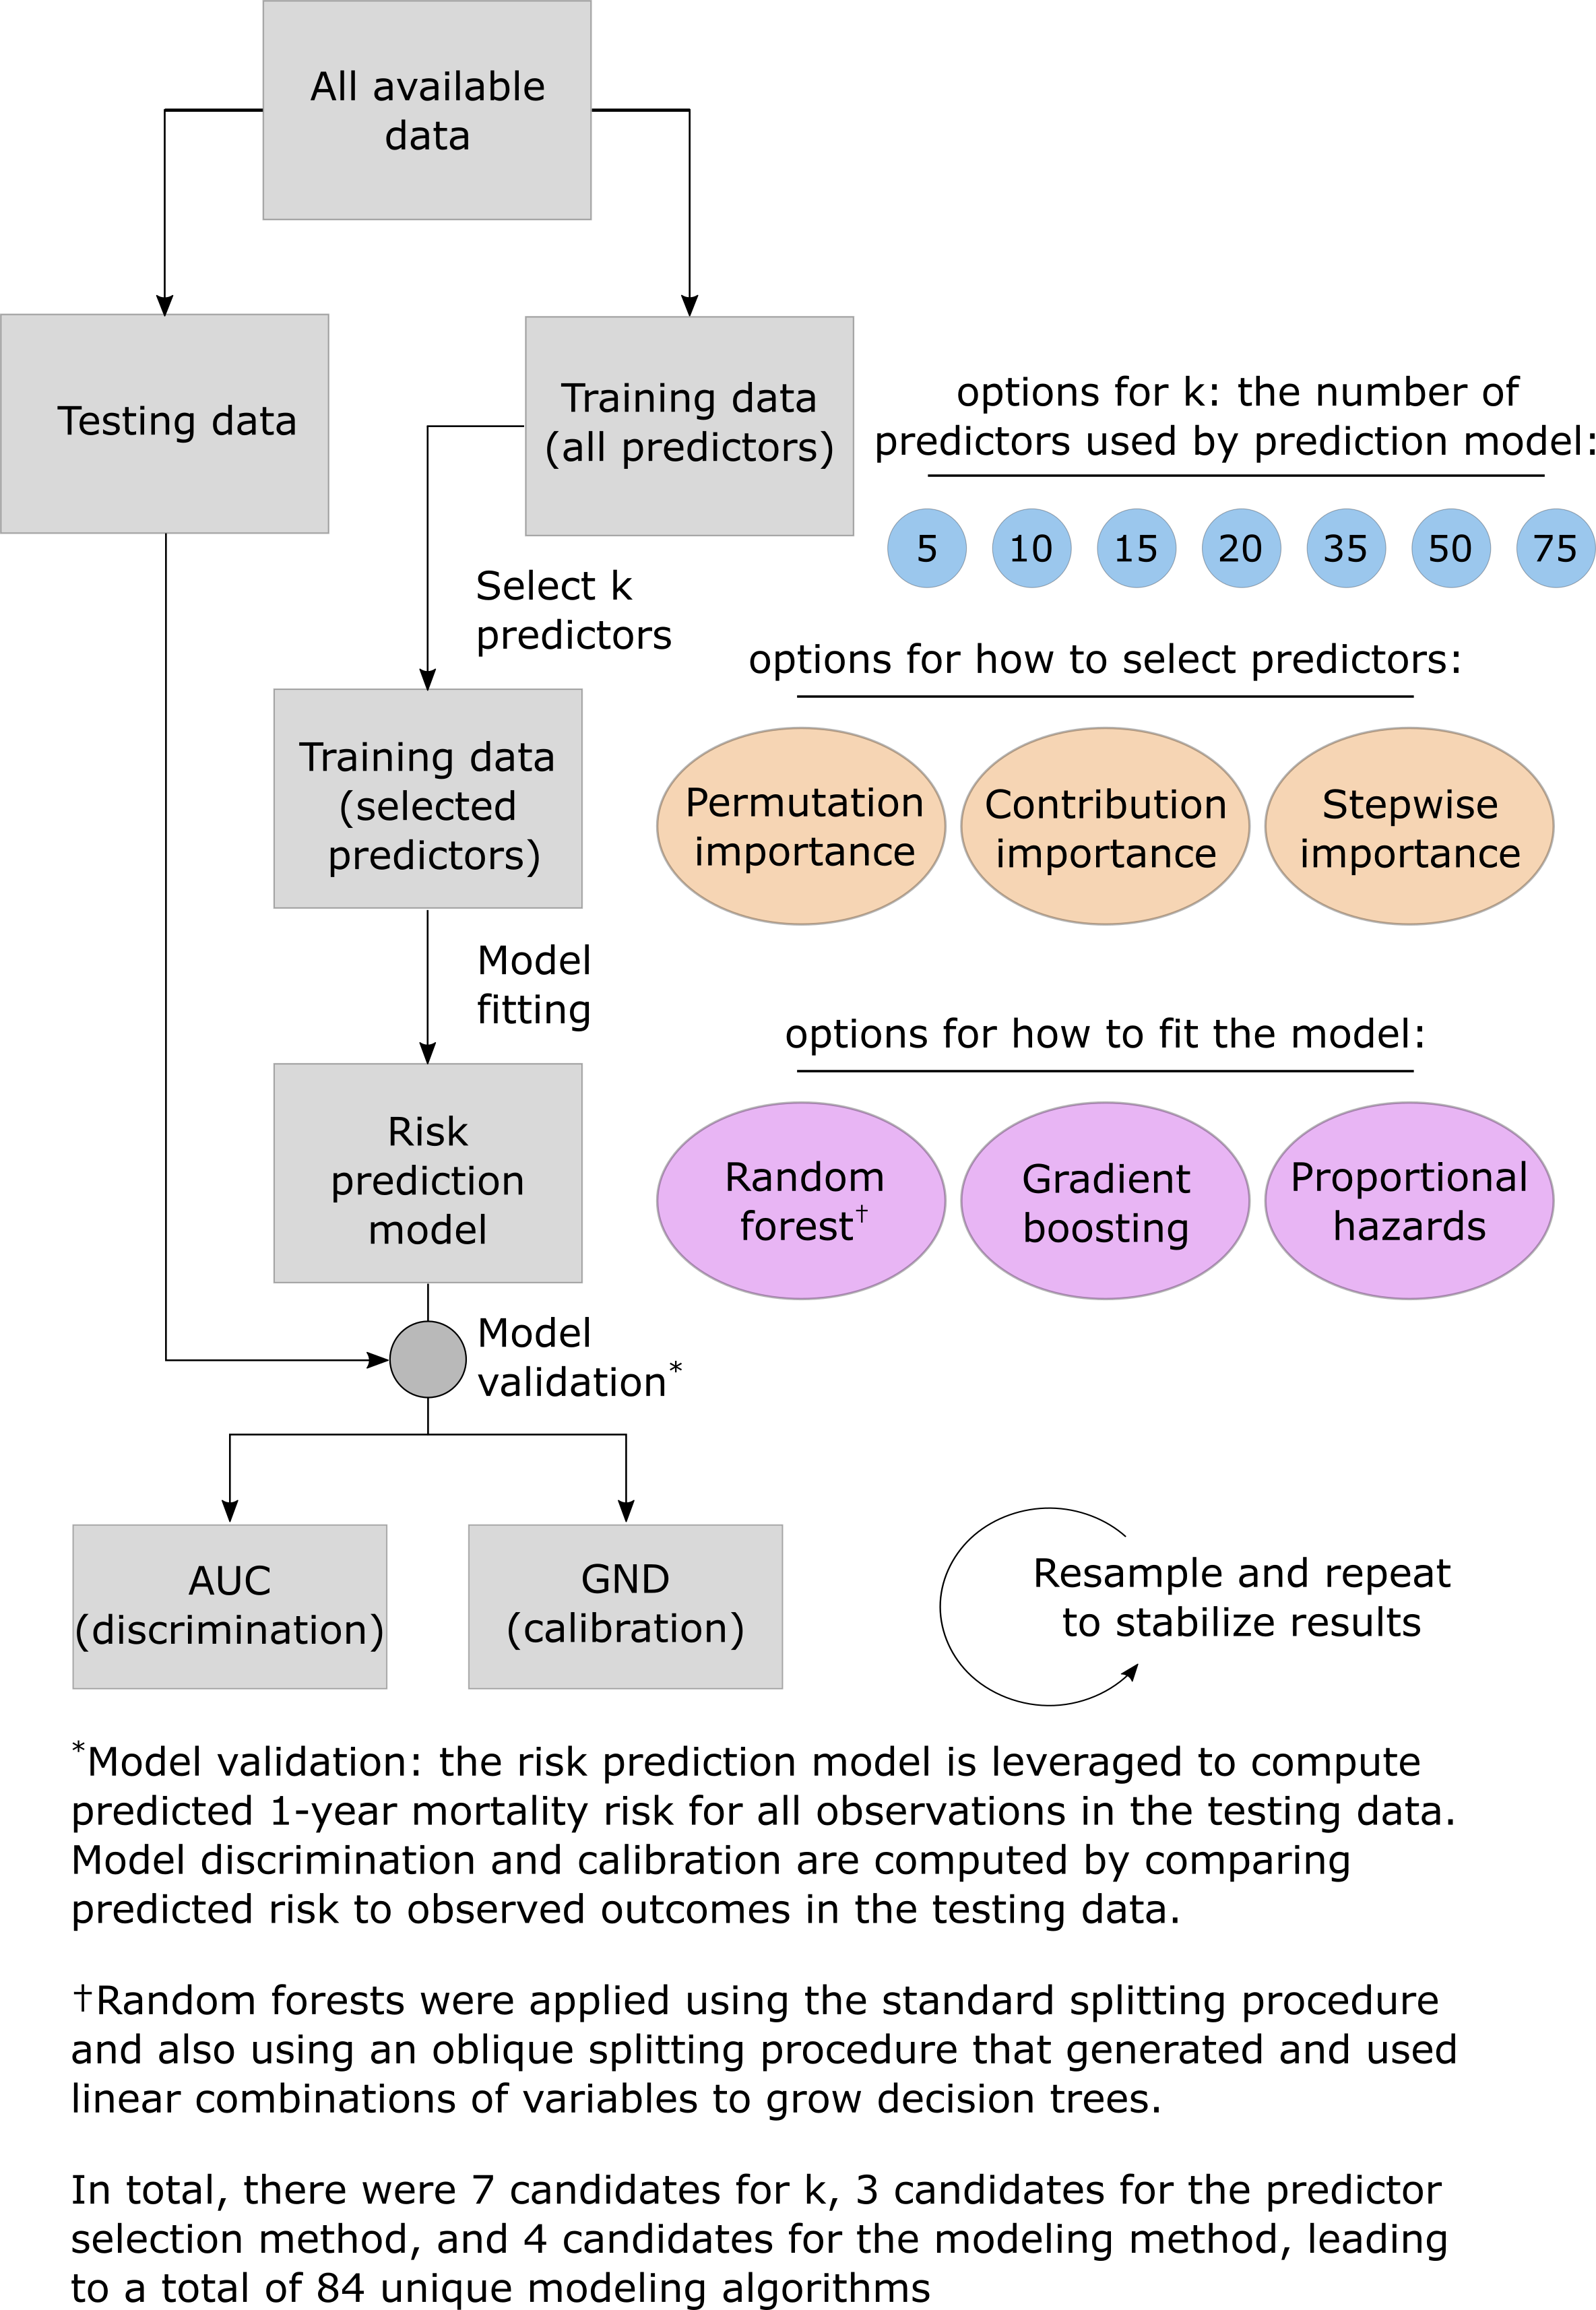 All available
data
Testing data
Training data
(all predictors)
options for k: the number of
predictors used by prediction model:
5 10 15 20 35 50 75
Select k
predictors
options for how to select predictors:
Permutation
importance
Contribution
importance
Stepwise
importance
Training data
(selected
predictors)
Model
fitting
options for how to fit the model:
Random
forest†
Gradient
boosting
Proportional
hazards
Risk
prediction
model
Model
validation*
AUC
(discrimination)
GND
(calibration)
Resample and repeat
to stabilize results
*Model validation: the risk prediction model is leveraged to compute
predicted 1-year mortality risk for all observations in the testing data.
Model discrimination and calibration are computed by comparing
predicted risk to observed outcomes in the testing data.
†Random forests were applied using the standard splitting procedure
and also using an oblique splitting procedure that generated and used
linear combinations of variables to grow decision trees.
In total, there were 7 candidates for k, 3 candidates for the predictor
selection method, and 4 candidates for the modeling method, leading
to a total of 84 unique modeling algorithms